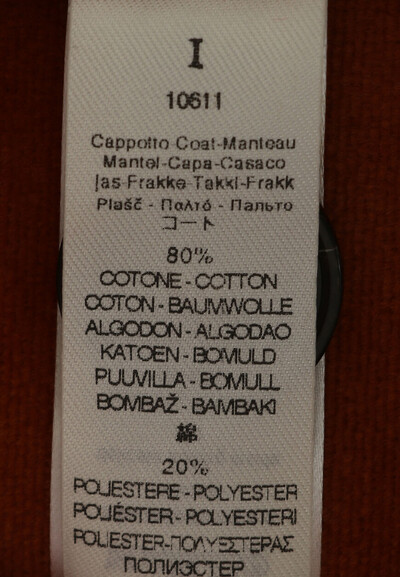 I
10611
Cappotto-Coat-Manteau
Mantel-Capa-Casaco
Jas-Frakke-Takki-Frakk
Plašč - Παλτό - Пальто
コート
80%
COTONE - COTTON
COTON - BAUMWOLLE
ALGODON - ALGODAO
KATOEN - BOMULD
PUUVILLA - BOMULL
BOMBAŽ - BAMBAKI
綿
20%
POLIESTERE - POLYESTER
POLIÉSTER - POLYESTERI
POLIESTER-ΠΟΛΥΕΣΤΕΡΑΣ
ПОЛИЭСТЕР